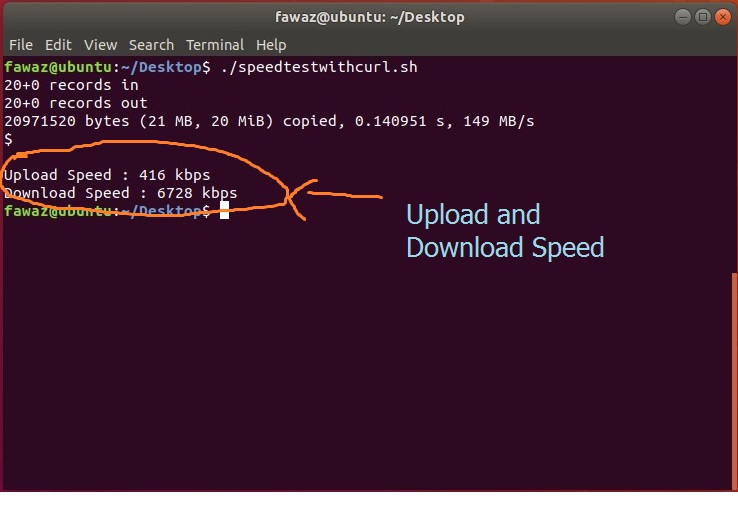 fawaz@ubuntu: ~/Desktop
File Edit View Search Terminal Help
fawaz@ubuntu:~/Desktop$ ./speedtestwithcurl.sh
20+0 records in
20+0 records out
20971520 bytes (21 MB, 20 MiB) copied, 0.140951 s, 149 MB/s
$
Upload Speed : 416 kbps
Download Speed : 6728 kbps
fawaz@ubuntu:~/Desktop$
Upload and
Download Speed